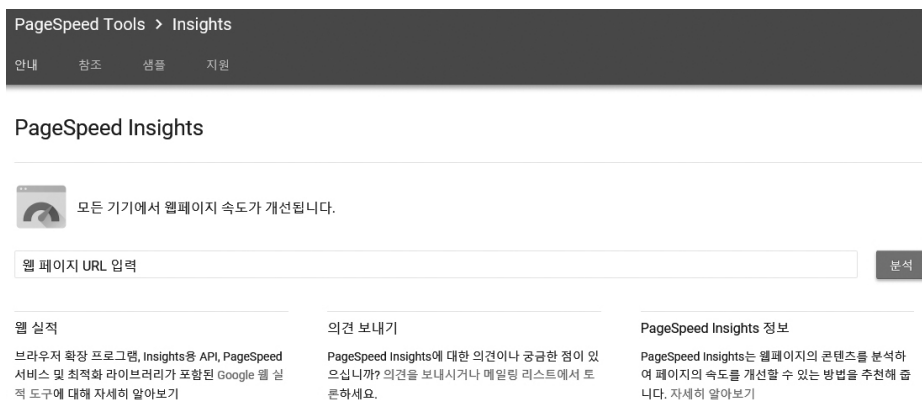 PageSpeed Tools > Insights
안내 참조 샘플 지원
PageSpeed Insights
모든 기기에서 웹페이지 속도가 개선됩니다.
웹 페이지 URL 입력
분석
웹 실적
브라우저 확장 프로그램, Insights용 API, PageSpeed
서비스 및 최적화 라이브러리가 포함된 Google 웹 실
적 도구에 대해 자세히 알아보기
의견 보내기
PageSpeed Insights에 대한 의견이나 궁금한 점이 있
으십니까? 의견을 보내시거나 메일링 리스트에서 토
론하세요.
PageSpeed Insights 정보
PageSpeed Insights는 웹페이지의 콘텐츠를 분석하
여 페이지의 속도를 개선할 수 있는 방법을 추천해 줍
니다. 자세히 알아보기